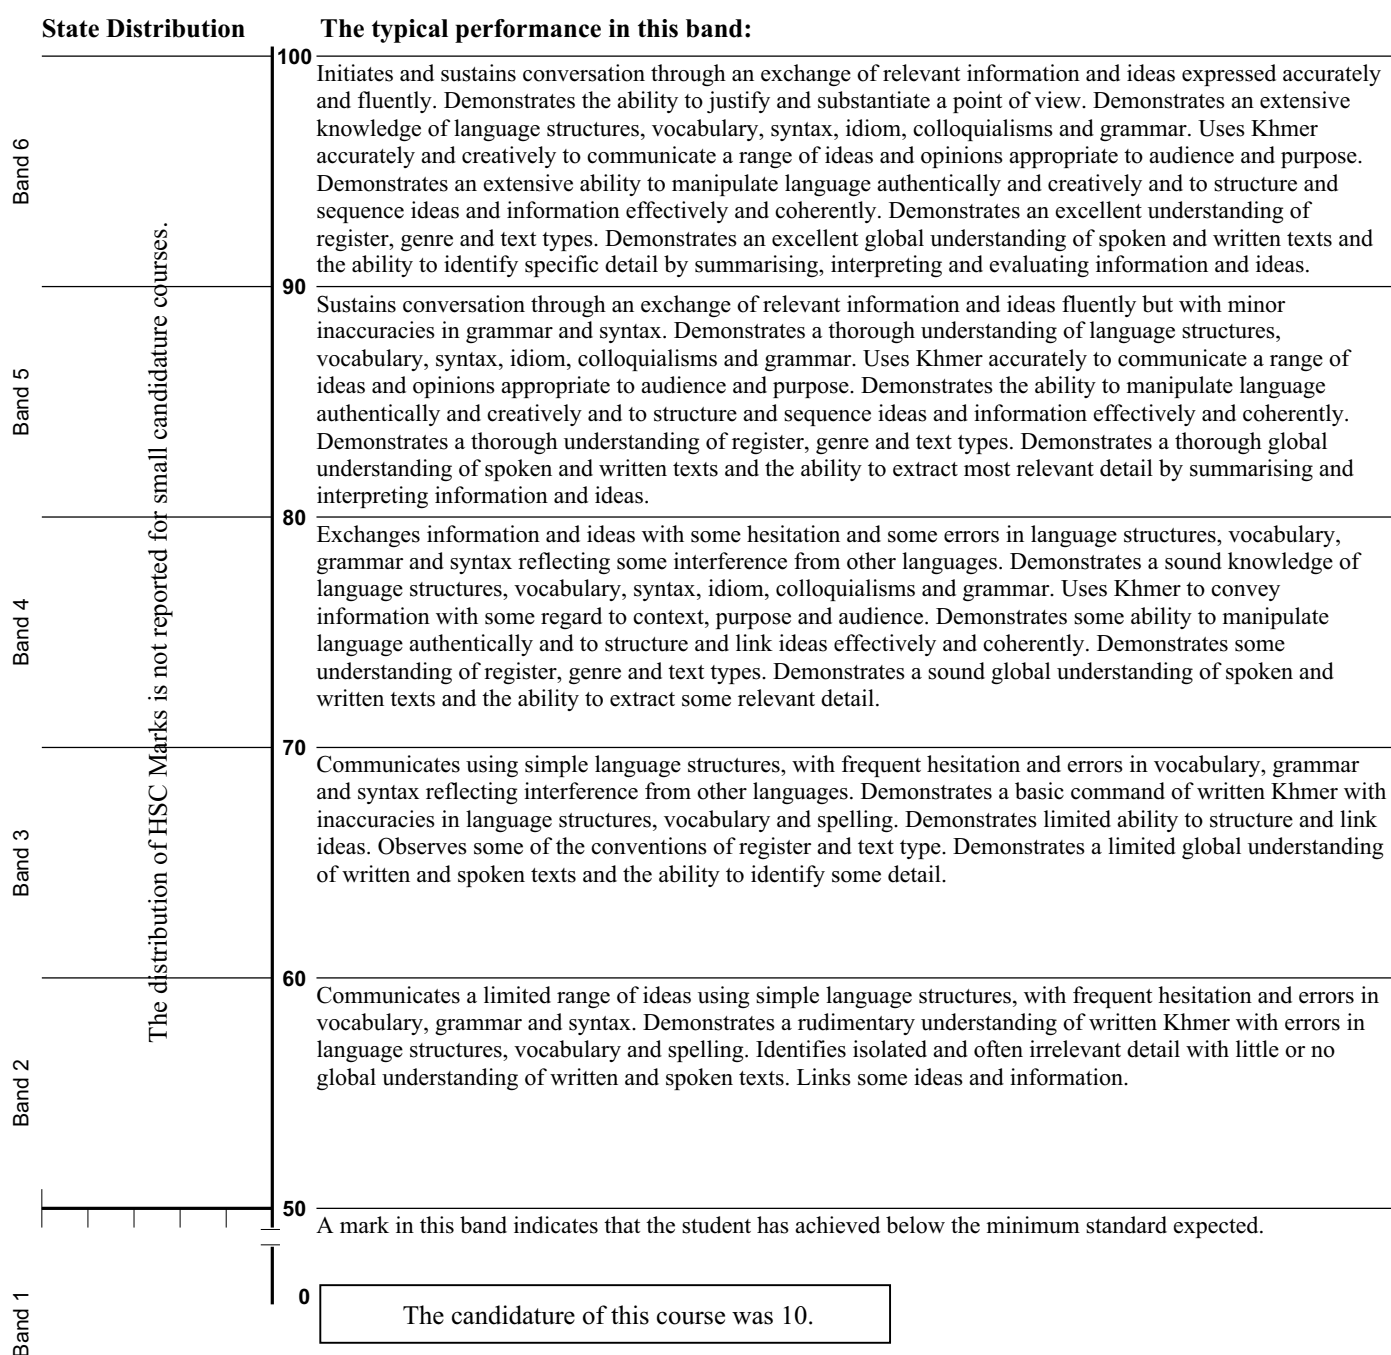 State Distribution
The typical performance in this band:
100
Initiates and sustains conversation through an exchange of relevant information and ideas expressed accurately
and fluently. Demonstrates the ability to justify and substantiate a point of view. Demonstrates an extensive
knowledge of language structures, vocabulary, syntax, idiom, colloquialisms and grammar. Uses Khmer
accurately and creatively to communicate a range of ideas and opinions appropriate to audience and purpose.
Demonstrates an extensive ability to manipulate language authentically and creatively and to structure and
sequence ideas and information effectively and coherently. Demonstrates an excellent understanding of
register, genre and text types. Demonstrates an excellent global understanding of spoken and written texts and
the ability to identify specific detail by summarising, interpreting and evaluating information and ideas.
Band 6
90
Sustains conversation through an exchange of relevant information and ideas fluently but with minor
inaccuracies in grammar and syntax. Demonstrates a thorough understanding of language structures,
vocabulary, syntax, idiom, colloquialisms and grammar. Uses Khmer accurately to communicate a range of
ideas and opinions appropriate to audience and purpose. Demonstrates the ability to manipulate language
authentically and creatively and to structure and sequence ideas and information effectively and coherently.
Demonstrates a thorough understanding of register, genre and text types. Demonstrates a thorough global
understanding of spoken and written texts and the ability to extract most relevant detail by summarising and
interpreting information and ideas.
Band 5
80
Exchanges information and ideas with some hesitation and some errors in language structures, vocabulary,
grammar and syntax reflecting some interference from other languages. Demonstrates a sound knowledge of
language structures, vocabulary, syntax, idiom, colloquialisms and grammar. Uses Khmer to convey
information with some regard to context, purpose and audience. Demonstrates some ability to manipulate
language authentically and to structure and link ideas effectively and coherently. Demonstrates some
understanding of register, genre and text types. Demonstrates a sound global understanding of spoken and
written texts and the ability to extract some relevant detail.
Band 4
70
Communicates using simple language structures, with frequent hesitation and errors in vocabulary, grammar
and syntax reflecting interference from other languages. Demonstrates a basic command of written Khmer with
inaccuracies in language structures, vocabulary and spelling. Demonstrates limited ability to structure and link
ideas. Observes some of the conventions of register and text type. Demonstrates a limited global understanding
of written and spoken texts and the ability to identify some detail.
Band 3
60
Communicates a limited range of ideas using simple language structures, with frequent hesitation and errors in
vocabulary, grammar and syntax. Demonstrates a rudimentary understanding of written Khmer with errors in
language structures, vocabulary and spelling. Identifies isolated and often irrelevant detail with little or no
global understanding of written and spoken texts. Links some ideas and information.
Band 2
50
A mark in this band indicates that the student has achieved below the minimum standard expected.
0
Band 1
The distribution of HSC Marks is not reported for small candidature courses.
The candidature of this course was 10.